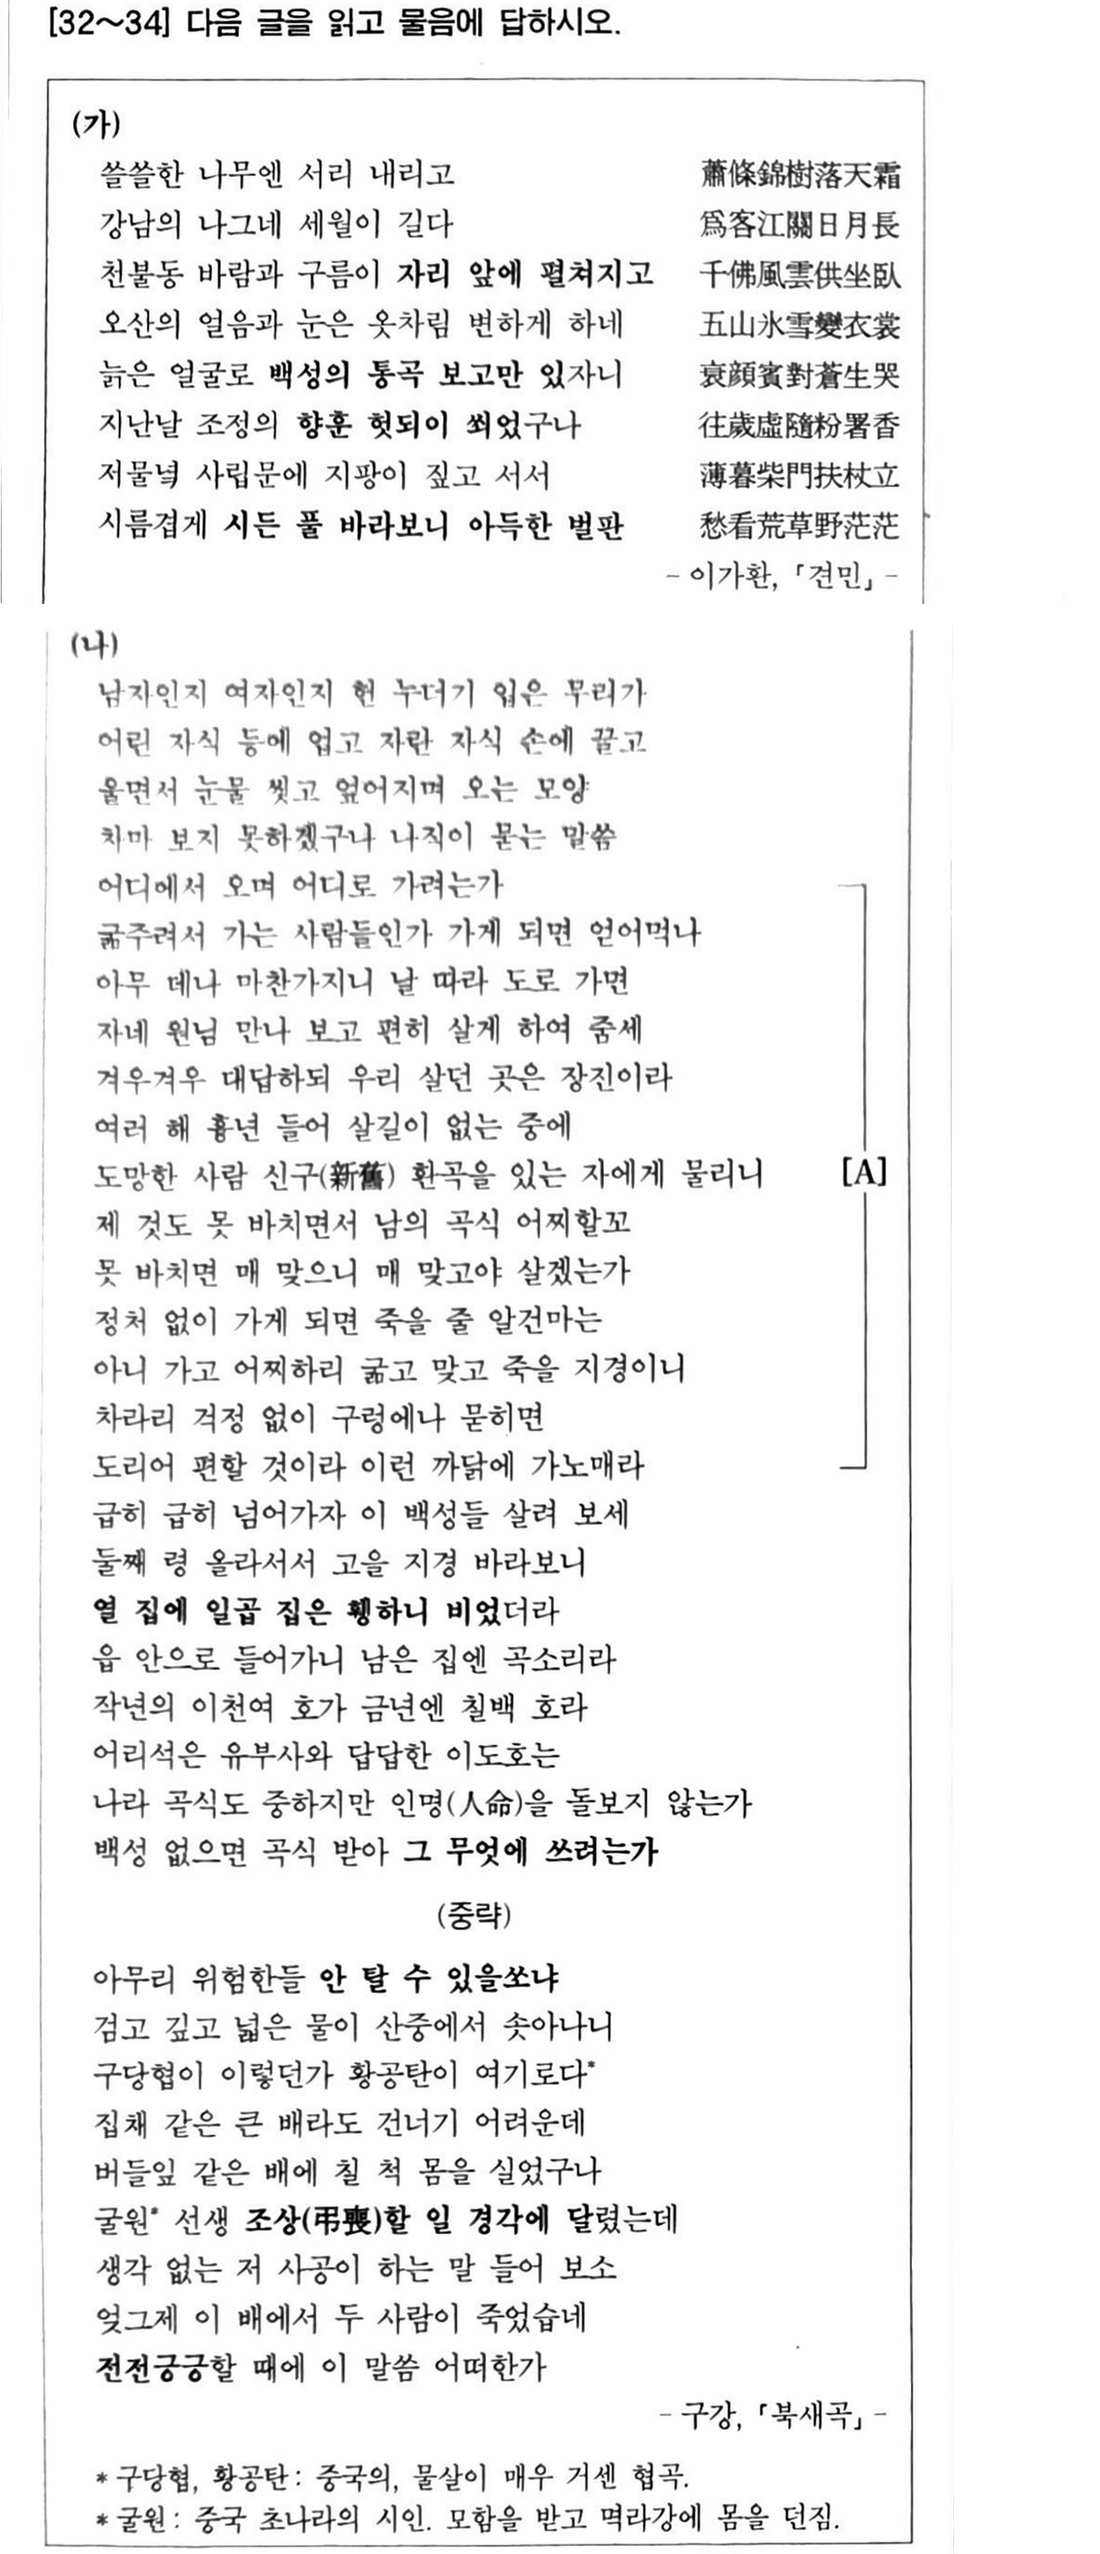 [32~34] 다음 글을 읽고 물음에 답하시오.
(가)
쓸쓸한 나무엔 서리 내리고 蕭條錦樹落天霜
강남의 나그네 세월이 길다 爲客江關日月長
천불동 바람과 구름이 자리 앞에 펼쳐지고 千佛風雲供坐臥
오산의 얼음과 눈은 옷차림 변하게 하네 五山氷雪變衣裳
늙은 얼굴로 백성의 통곡 보고만 있자니 衰顔賓對蒼生哭
지난날 조정의 향훈 헛되이 쐬었구나 往歲虛隨粉署香
저물녘 사립문에 지팡이 짚고 서서 薄暮柴門扶杖立
시름겹게 시든 풀 바라보니 아득한 벌판 愁看荒草野茫茫
- 이가환, 「견민」 -
(나)
남자인지 여자인지 헌 누더기 입은 무리가
어린 자식 등에 업고 자란 자식 손에 끌고
울면서 눈물 씻고 엎어지며 오는 모양
차마 보지 못하겠구나 나직이 묻는 말씀
어디에서 오며 어디로 가려는가
굶주려서 가는 사람들인가 가게 되면 얻어먹나
아무 데나 마찬가지니 날 따라 도로 가면
자네 원님 만나 보고 편히 살게 하여 줌세
겨우겨우 대답하되 우리 살던 곳은 장진이라
여러 해 흉년 들어 살길이 없는 중에
도망한 사람 신구(新舊) 환곡을 있는 자에게 물리니 [A]
제 것도 못 바치면서 남의 곡식 어찌할꼬
못 바치면 매 맞으니 매 맞고야 살겠는가
정처 없이 가게 되면 죽을 줄 알건마는
아니 가고 어찌하리 굶고 맞고 죽을 지경이니
차라리 걱정 없이 구렁에나 묻히면
도리어 편할 것이라 이런 까닭에 가노매라
급히 급히 넘어가자 이 백성들 살려 보세
둘째 령 올라서서 고을 지경 바라보니
열 집에 일곱 집은 휑하니 비었더라
읍 안으로 들어가니 남은 집엔 곡소리라
작년의 이천여 호가 금년엔 칠백 호라
어리석은 유부사와 답답한 이도호는
나라 곡식도 중하지만 인명(人命)을 돌보지 않는가
백성 없으면 곡식 받아 그 무엇에 쓰려는가
(중략)
아무리 위험한들 안 탈 수 있을쏘냐
검고 깊고 넓은 물이 산중에서 솟아나니
구당협이 이렇던가 황공탄이 여기로다*
집채 같은 큰 배라도 건너기 어려운데
버들잎 같은 배에 칠 척 몸을 실었구나
굴원* 선생 조상(弔喪)할 일 경각에 달렸는데
생각 없는 저 사공이 하는 말 들어 보소
엊그제 이 배에서 두 사람이 죽었습네
전전긍긍할 때에 이 말씀 어떠한가
- 구강, 「북새곡」 -
* 구당협, 황공탄: 중국의, 물살이 매우 거센 협곡.
* 굴원: 중국 초나라의 시인. 모함을 받고 멱라강에 몸을 던짐.